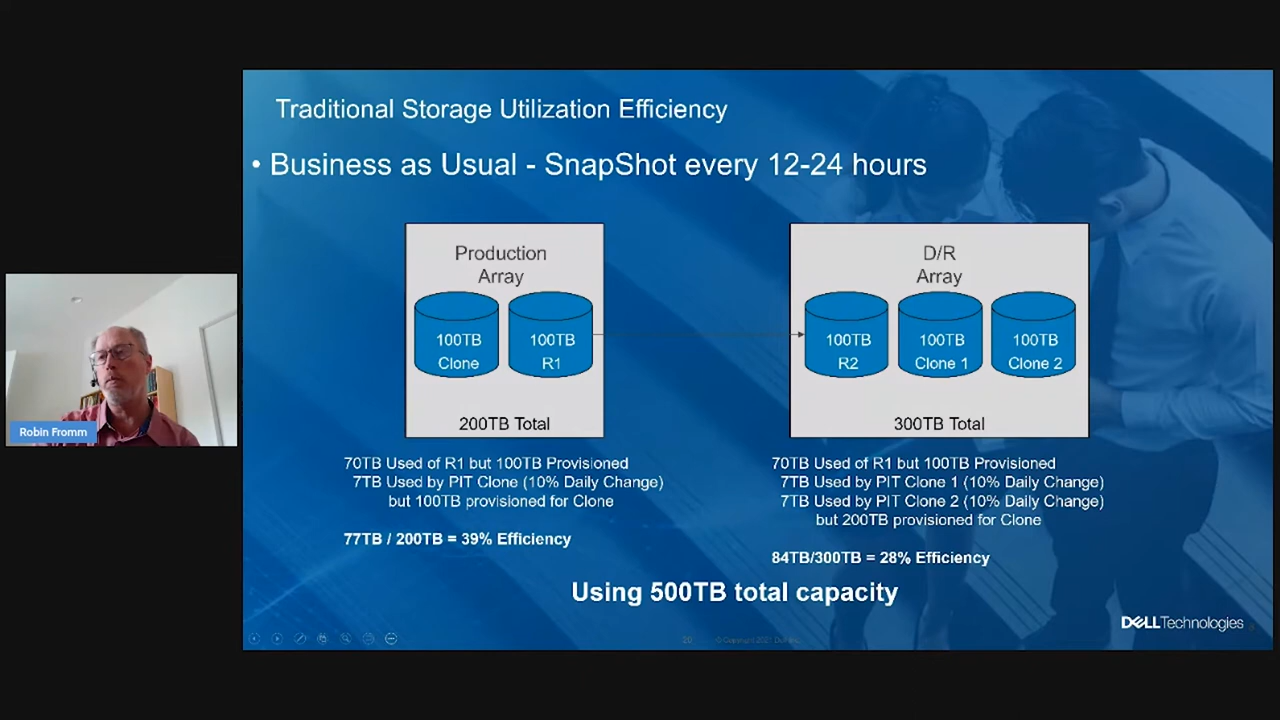 Traditional Storage Utilization Efficiency
• Business as Usual - SnapShot every 12-24 hours
Production
Array
100TB
Clone
100TB
R1
200TB Total
D/R
Array
100TB
R2
100TB
Clone 1
100TB
Clone 2
300TB Total
70TB Used of R1 but 100TB Provisioned
7TB Used by PIT Clone (10% Daily Change)
but 100TB provisioned for Clone
77TB / 200TB = 39% Efficiency
70TB Used of R1 but 100TB Provisioned
7TB Used by PIT Clone 1 (10% Daily Change)
7TB Used by PIT Clone 2 (10% Daily Change)
but 200TB provisioned for Clone
84TB/300TB = 28% Efficiency
Using 500TB total capacity
DELLTechnologies
20
© Copyright 2021 Dell Inc.
Robin Fromm